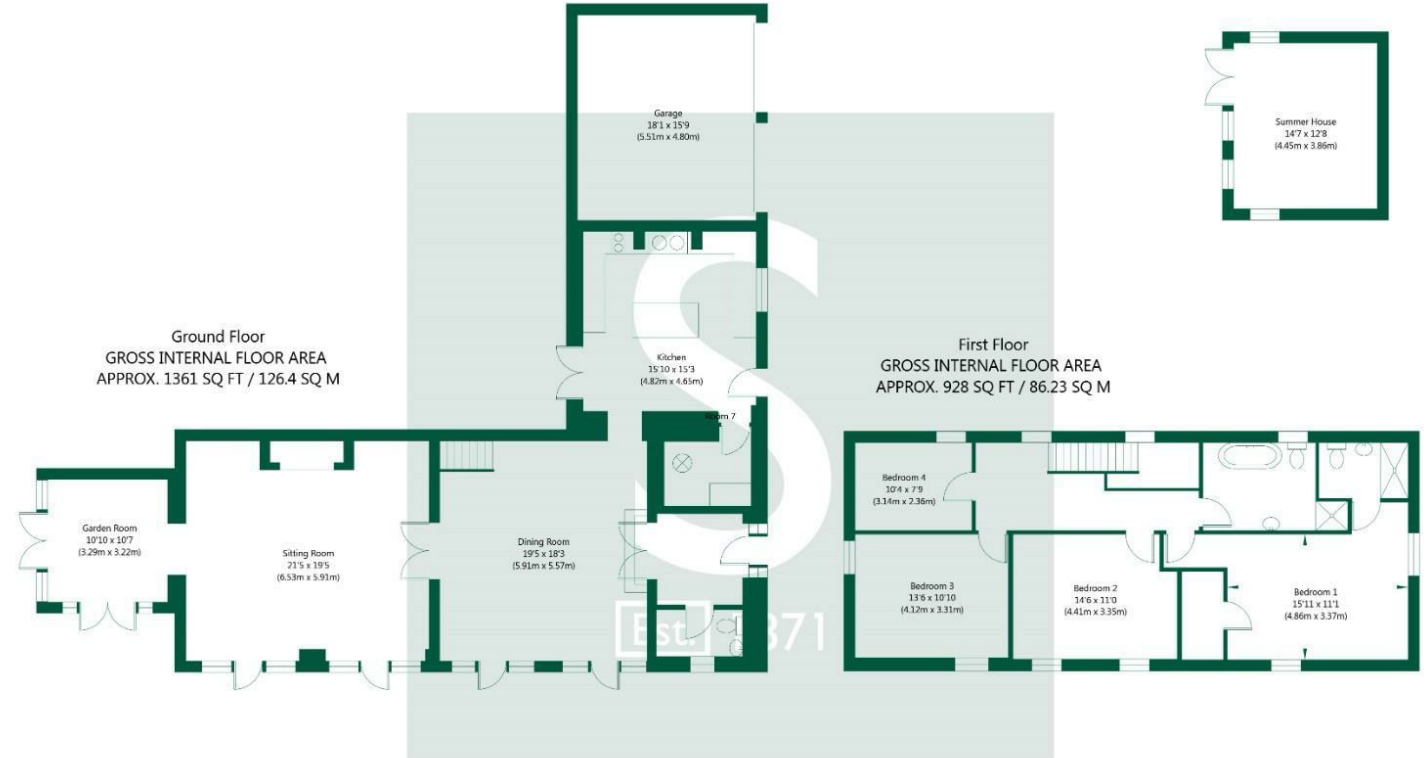 Garage
18'1 x 15'9
(5.51m x 4.80m)
Summer House
14'7 x 12'8
(4.45m x 3.86m)
Ground Floor
GROSS INTERNAL FLOOR AREA
APPROX. 1361 SQ FT / 126.4 SQ M
Kitchen
15'10 x 15'3
(4.82m x 4.65m)
Room 7
First Floor
GROSS INTERNAL FLOOR AREA
APPROX. 928 SQ FT / 86.23 SQ M
Garden Room
10'10 x 10'7
(3.29m x 3.22m)
Sitting Room
21'5 x 19'5
(6.53m x 5.91m)
Dining Room
19'5 x 18'3
(5.91m x 5.57m)
Bedroom 4
10'4 x 7'9
(3.14m x 2.36m)
Bedroom 3
13'6 x 10'10
(4.12m x 3.31m)
Bedroom 2
14'6 x 11'0
(4.41m x 3.35m)
Bedroom 1
15'11 x 11'1
(4.86m x 3.37m)
S
Est. 1871